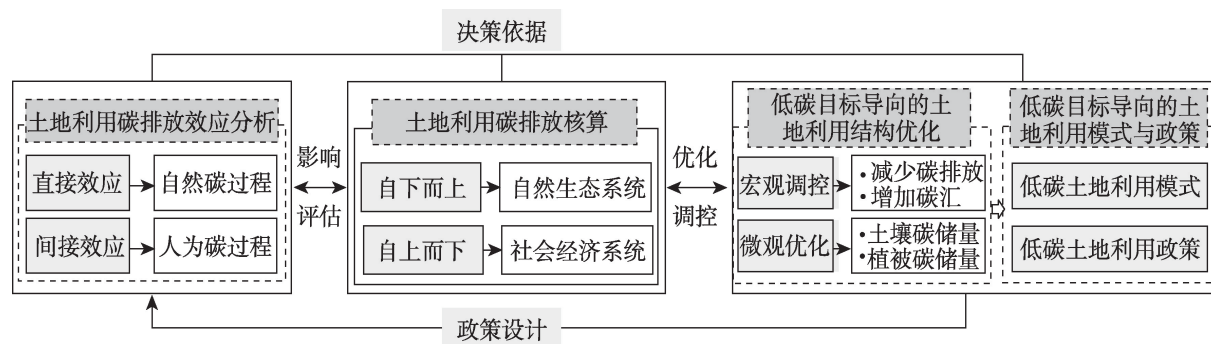 决策依据
土地利用碳排放效应分析
直接效应
自然碳过程
间接效应
人为碳过程
影响
评估
土地利用碳排放核算
自下而上
自然生态系统
自上而下
社会经济系统
优化
调控
低碳目标导向的土
地利用结构优化
宏观调控
•减少碳排放
•增加碳汇
微观优化
•土壤碳储量
•植被碳储量
低碳目标导向的土
地利用模式与政策
低碳土地利用模式
低碳土地利用政策
政策设计